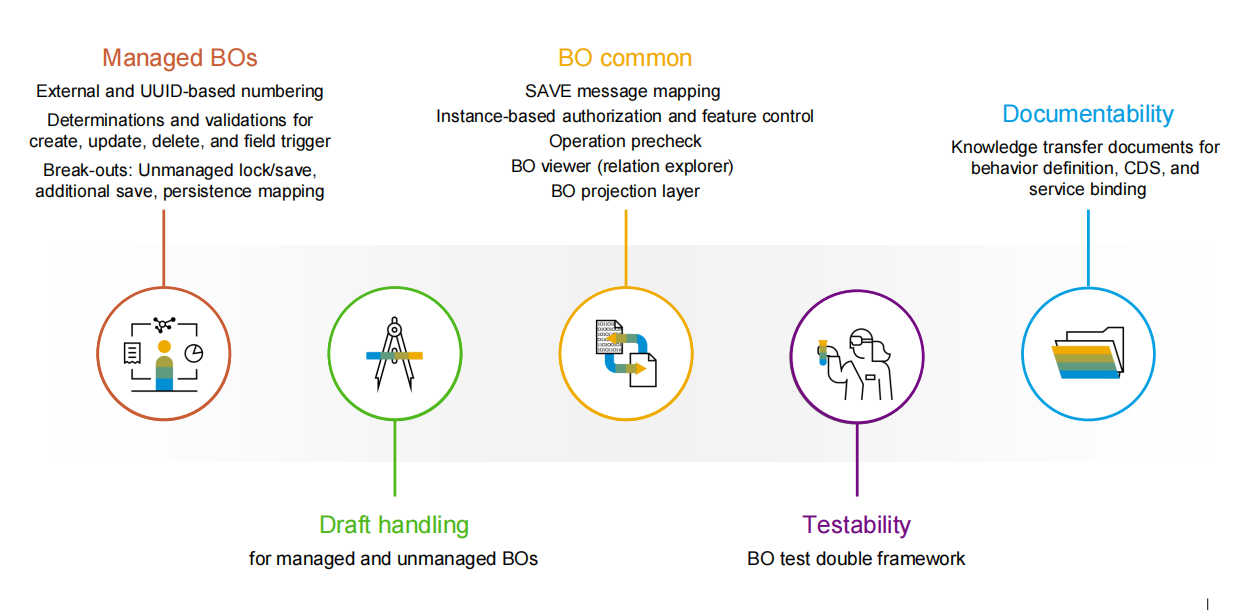 Managed BOs
External and UUID-based numbering
Determinations and validations for
create, update, delete, and field trigger
Break-outs: Unmanaged lock/save,
additional save, persistence mapping
BO common
SAVE message mapping
Instance-based authorization and feature control
Operation precheck
BO viewer (relation explorer)
BO projection layer
Documentability
Knowledge transfer documents for
behavior definition, CDS, and
service binding
Draft handling
for managed and unmanaged BOs
Testability
BO test double framework